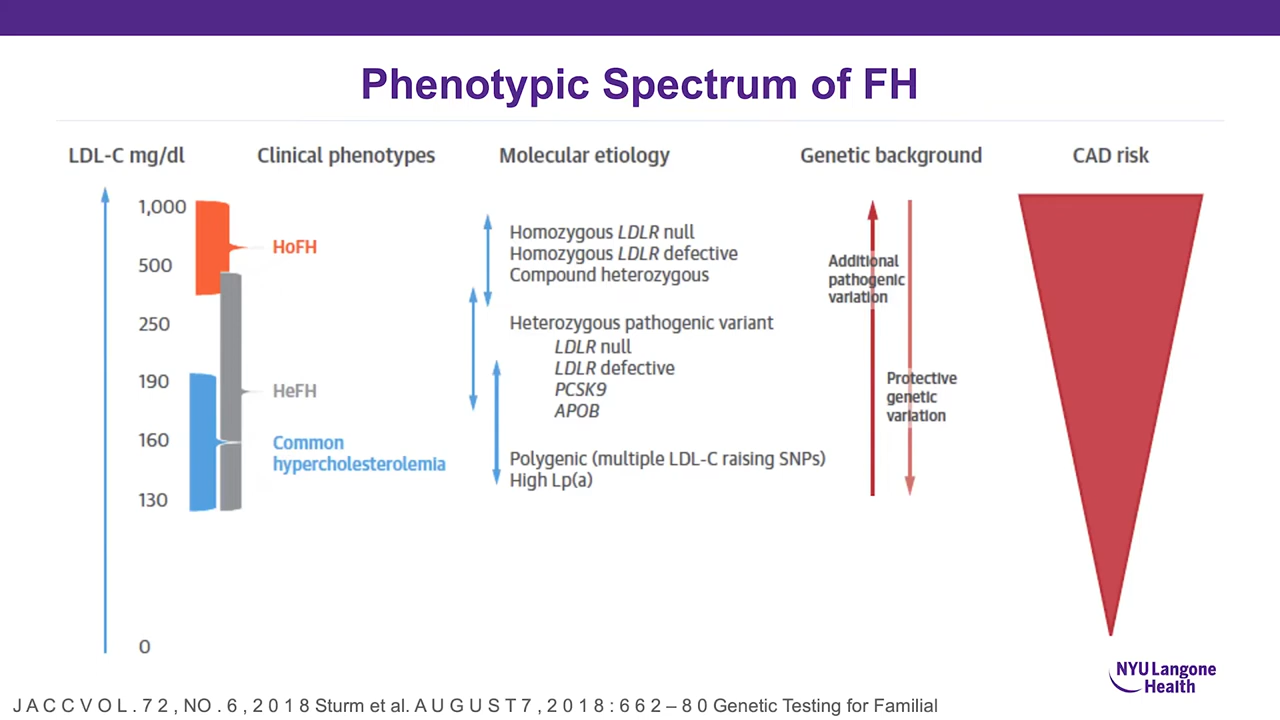 Phenotypic Spectrum of FH
LDL-C mg/dl
Clinical phenotypes
Molecular etiology
Genetic background
CAD risk
1,000
500
250
190
160
130
0
HoFH
HeFH
Common
hypercholesterolemia
Homozygous LDLR null
Homozygous LDLR defective
Compound heterozygous
Heterozygous pathogenic variant
LDLR null
LDLR defective
PCSK9
APOB
Polygenic (multiple LDL-C raising SNPs)
High Lp(a)
Additional
pathogenic
variation
Protective
genetic
variation
NYU Langone
Health
J A C C V O L . 7 2 , N O . 6 , 2 0 1 8 Sturm et al. A U G U S T 7 , 2 0 1 8 : 6 6 2 – 8 0 Genetic Testing for Familial